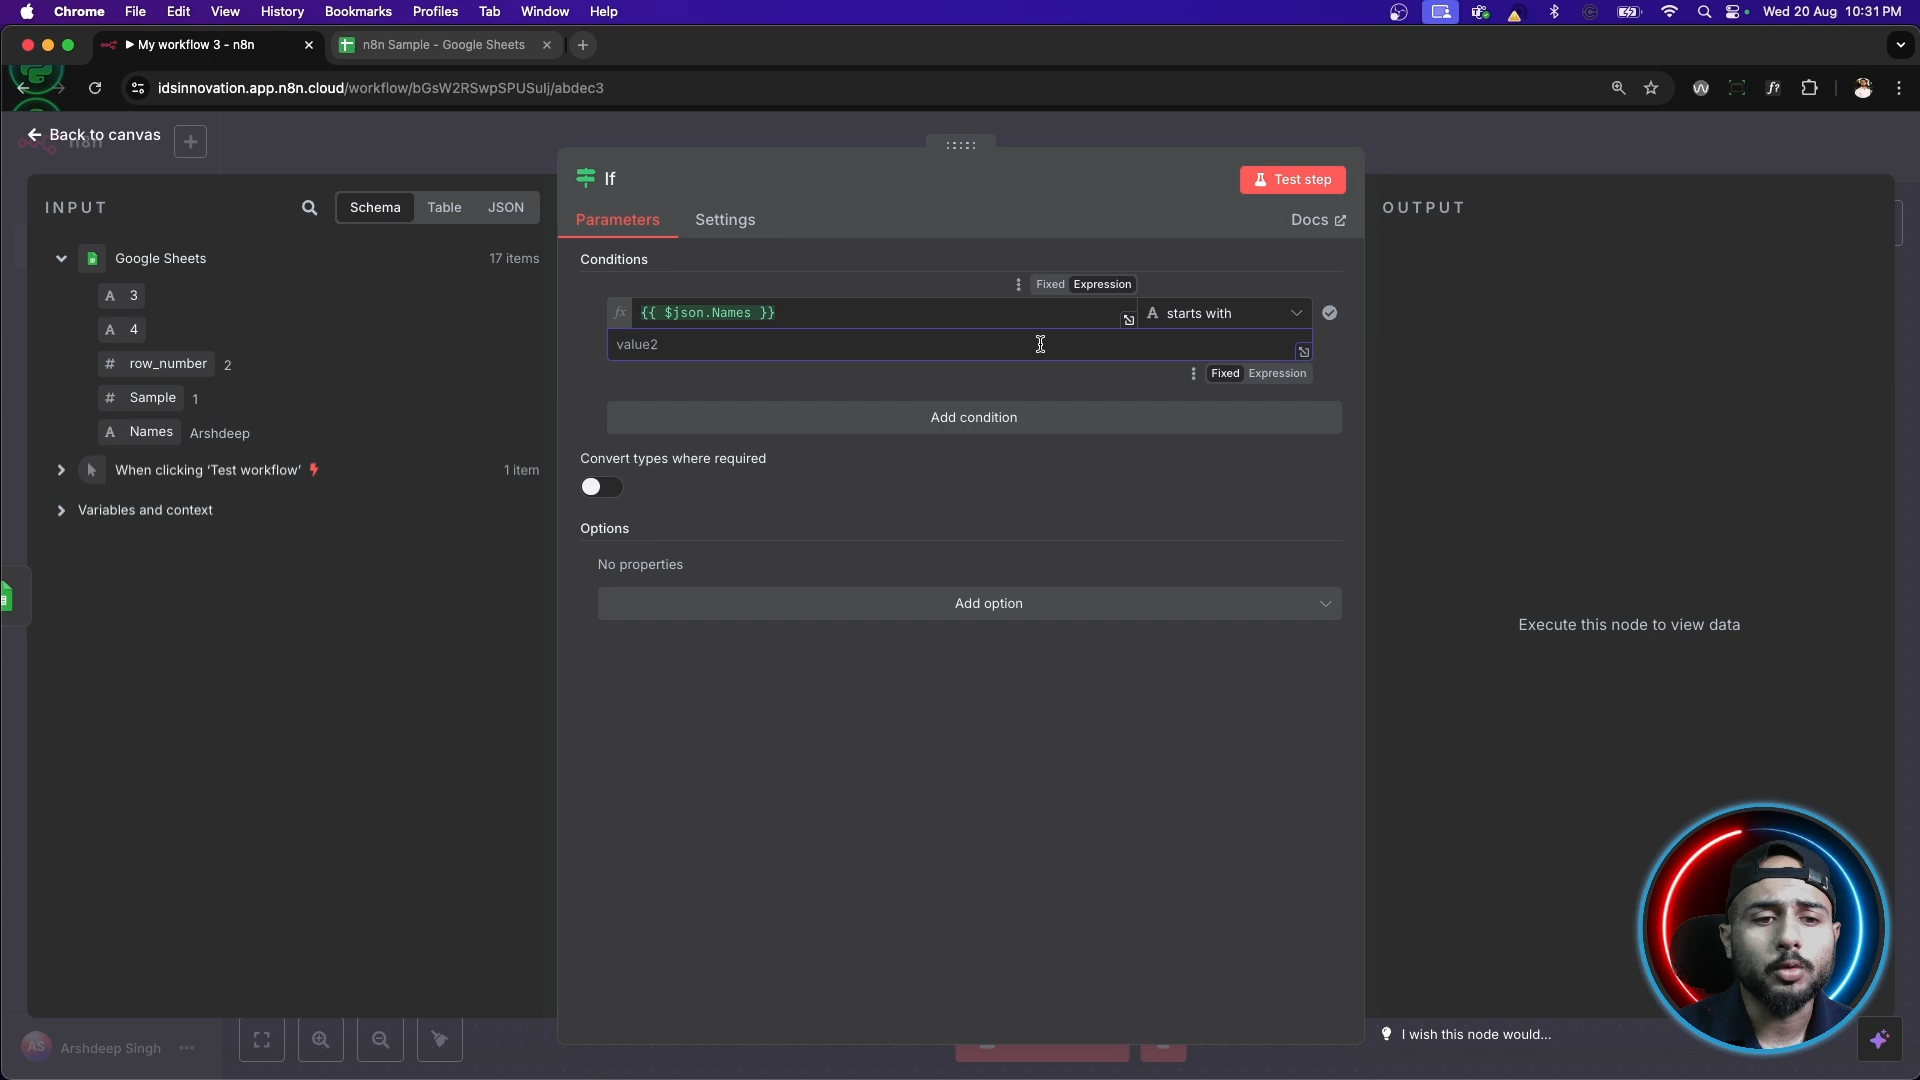 Chrome File Edit View History Bookmarks Profiles Tab Window Help Wed 20 Aug 10:31 PM
My workflow 3 - n8n
n8n Sample - Google Sheets
idsinnovation.app.n8n.cloud/workflow/bGsW2RSwpSPUSulj/abdec3
Back to canvas
n8n
INPUT
Schema Table JSON
Google Sheets 17 items
A 3
A 4
# row_number 2
# Sample 1
A Names Arshdeep
When clicking ‘Test workflow’ 1 item
Variables and context
If
Test step
Parameters Settings Docs
Conditions
Fixed Expression
fx {{ $json.Names }} A starts with
value2
Fixed Expression
Add condition
Convert types where required
Options
No properties
Add option
OUTPUT
Execute this node to view data
I wish this node would...
AS Arshdeep Singh